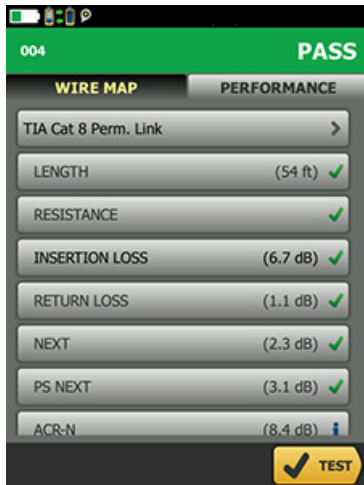 004 PASS
WIRE MAP PERFORMANCE
TIA Cat 8 Perm. Link >
LENGTH (54 ft)
RESISTANCE
INSERTION LOSS (6.7 dB)
RETURN LOSS (1.1 dB)
NEXT (2.3 dB)
PS NEXT (3.1 dB)
ACR-N (8.4 dB) i
TEST